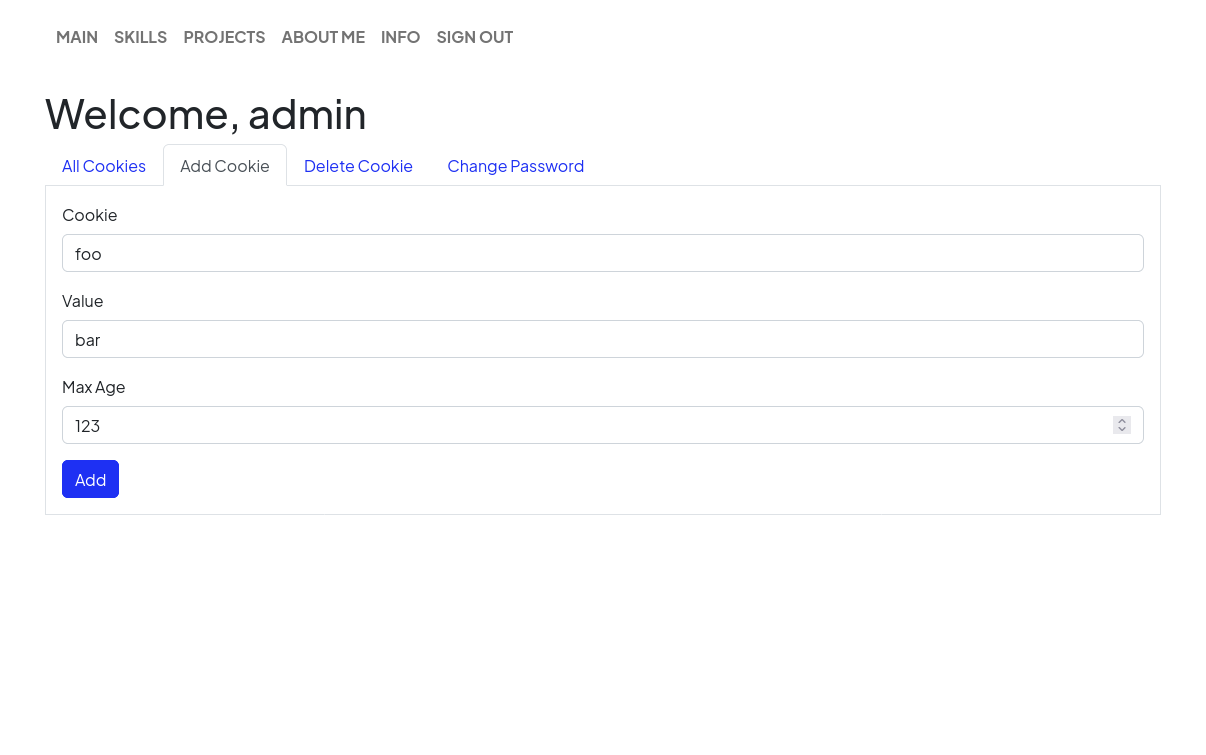 MAIN SKILLS PROJECTS ABOUT ME INFO SIGN OUT
Welcome, admin
All Cookies Add Cookie Delete Cookie Change Password
Cookie
foo
Value
bar
Max Age
123
Add